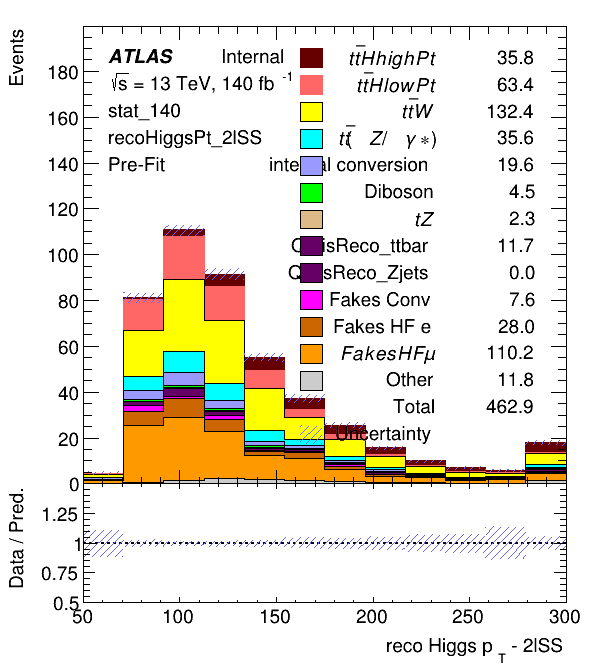 Events
ATLAS Internal
√s = 13 TeV, 140 fb⁻¹
stat_140
recoHiggsPt_2lSS
Pre-Fit
tt̄HhighPt 35.8
tt̄HlowPt 63.4
tt̄W 132.4
tt̄(Z/γ*) 35.6
internal conversion 19.6
Diboson 4.5
tZ 2.3
QmisReco_ttbar 11.7
QmisReco_Zjets 0.0
Fakes Conv 7.6
Fakes HF e 28.0
FakesHFμ 110.2
Other 11.8
Total 462.9
Uncertainty
180
160
140
120
100
80
60
40
20
0
Data / Pred.
1.25
1
0.75
0.5
50 100 150 200 250 300
reco Higgs p_T - 2lSS